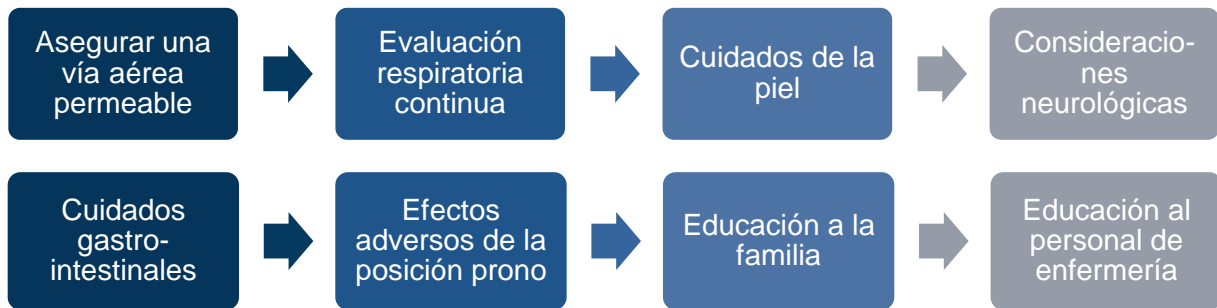 Asegurar una
vía aérea
permeable
Evaluación
respiratoria
continua
Cuidados de la
piel
Consideracio-
nes
neurológicas
Cuidados
gastro-
intestinales
Efectos
adversos de la
posición prono
Educación a la
familia
Educación al
personal de
enfermería